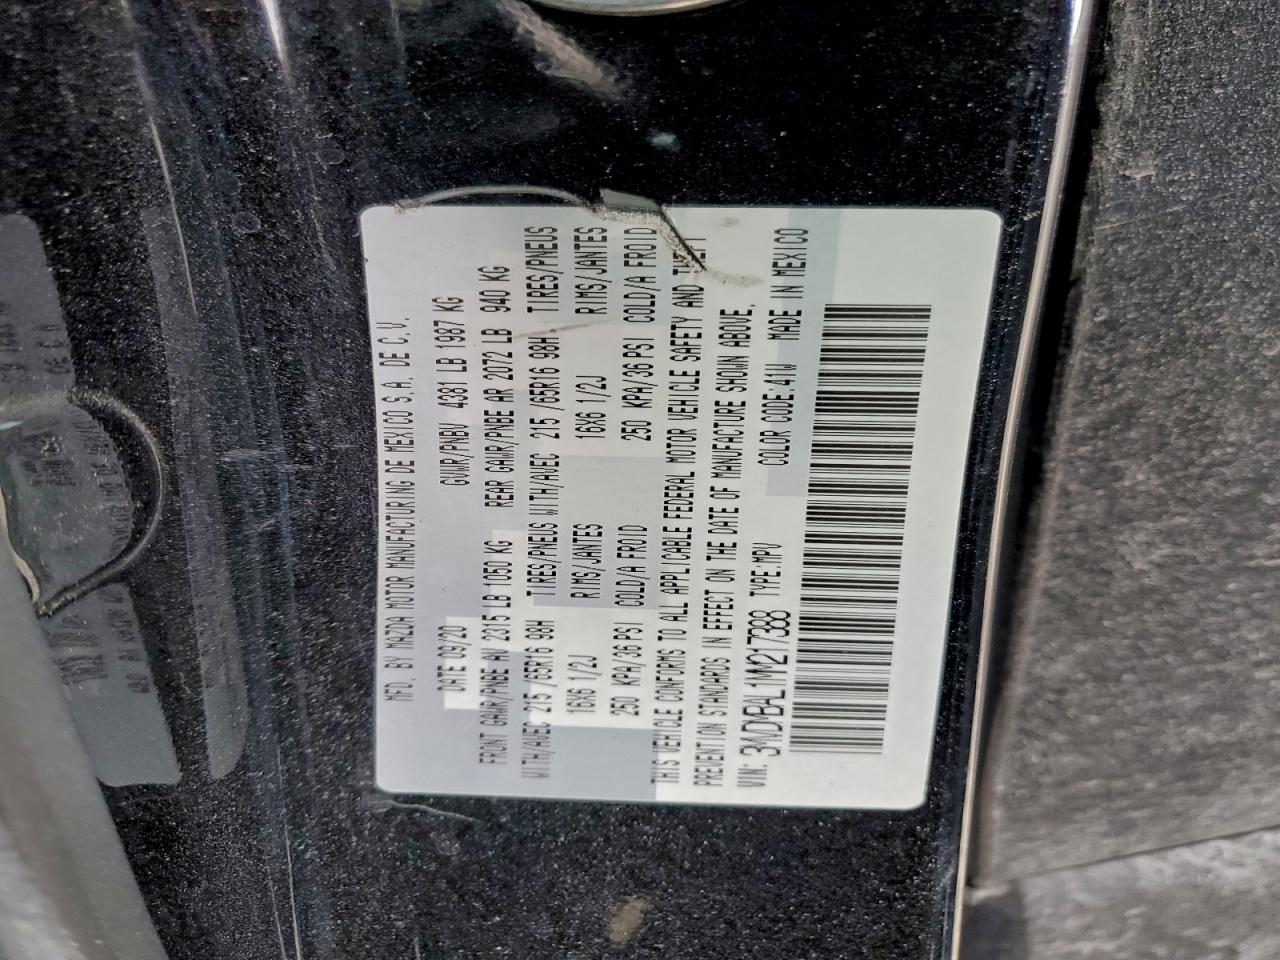 MFD. BY MAZDA MOTOR MANUFACTURING DE MEXICO S.A. DE C.V.
DATE 09/20 GVWR/PNBV 4381 LB 1987 KG
FRONT GAWR/PNBE AV 2315 LB 1050 KG REAR GAWR/PNBE AR 2072 LB 940 KG
WITH/AVEC 215 /65R16 98H TIRES/PNEUS WITH/AVEC 215 /65R16 98H TIRES/PNEUS
16X6 1/2J RIMS/JANTES 16X6 1/2J RIMS/JANTES
250 KPA/36 PSI COLD/A FROID 250 KPA/36 PSI COLD/A FROID
THIS VEHICLE CONFORMS TO ALL APPLICABLE FEDERAL MOTOR VEHICLE SAFETY AND THEFT
PREVENTION STANDARDS IN EFFECT ON THE DATE OF MANUFACTURE SHOWN ABOVE.
VIN: 3MVDMBAL1MM217388 TYPE:MPV COLOR CODE:41W MADE IN MEXICO